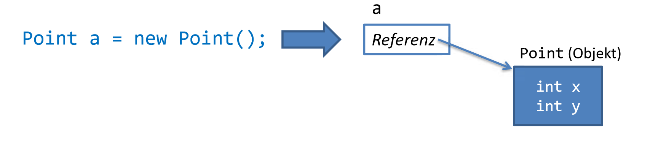 a
Point a = new Point();
Referenz
Point (Objekt)
int x
int y